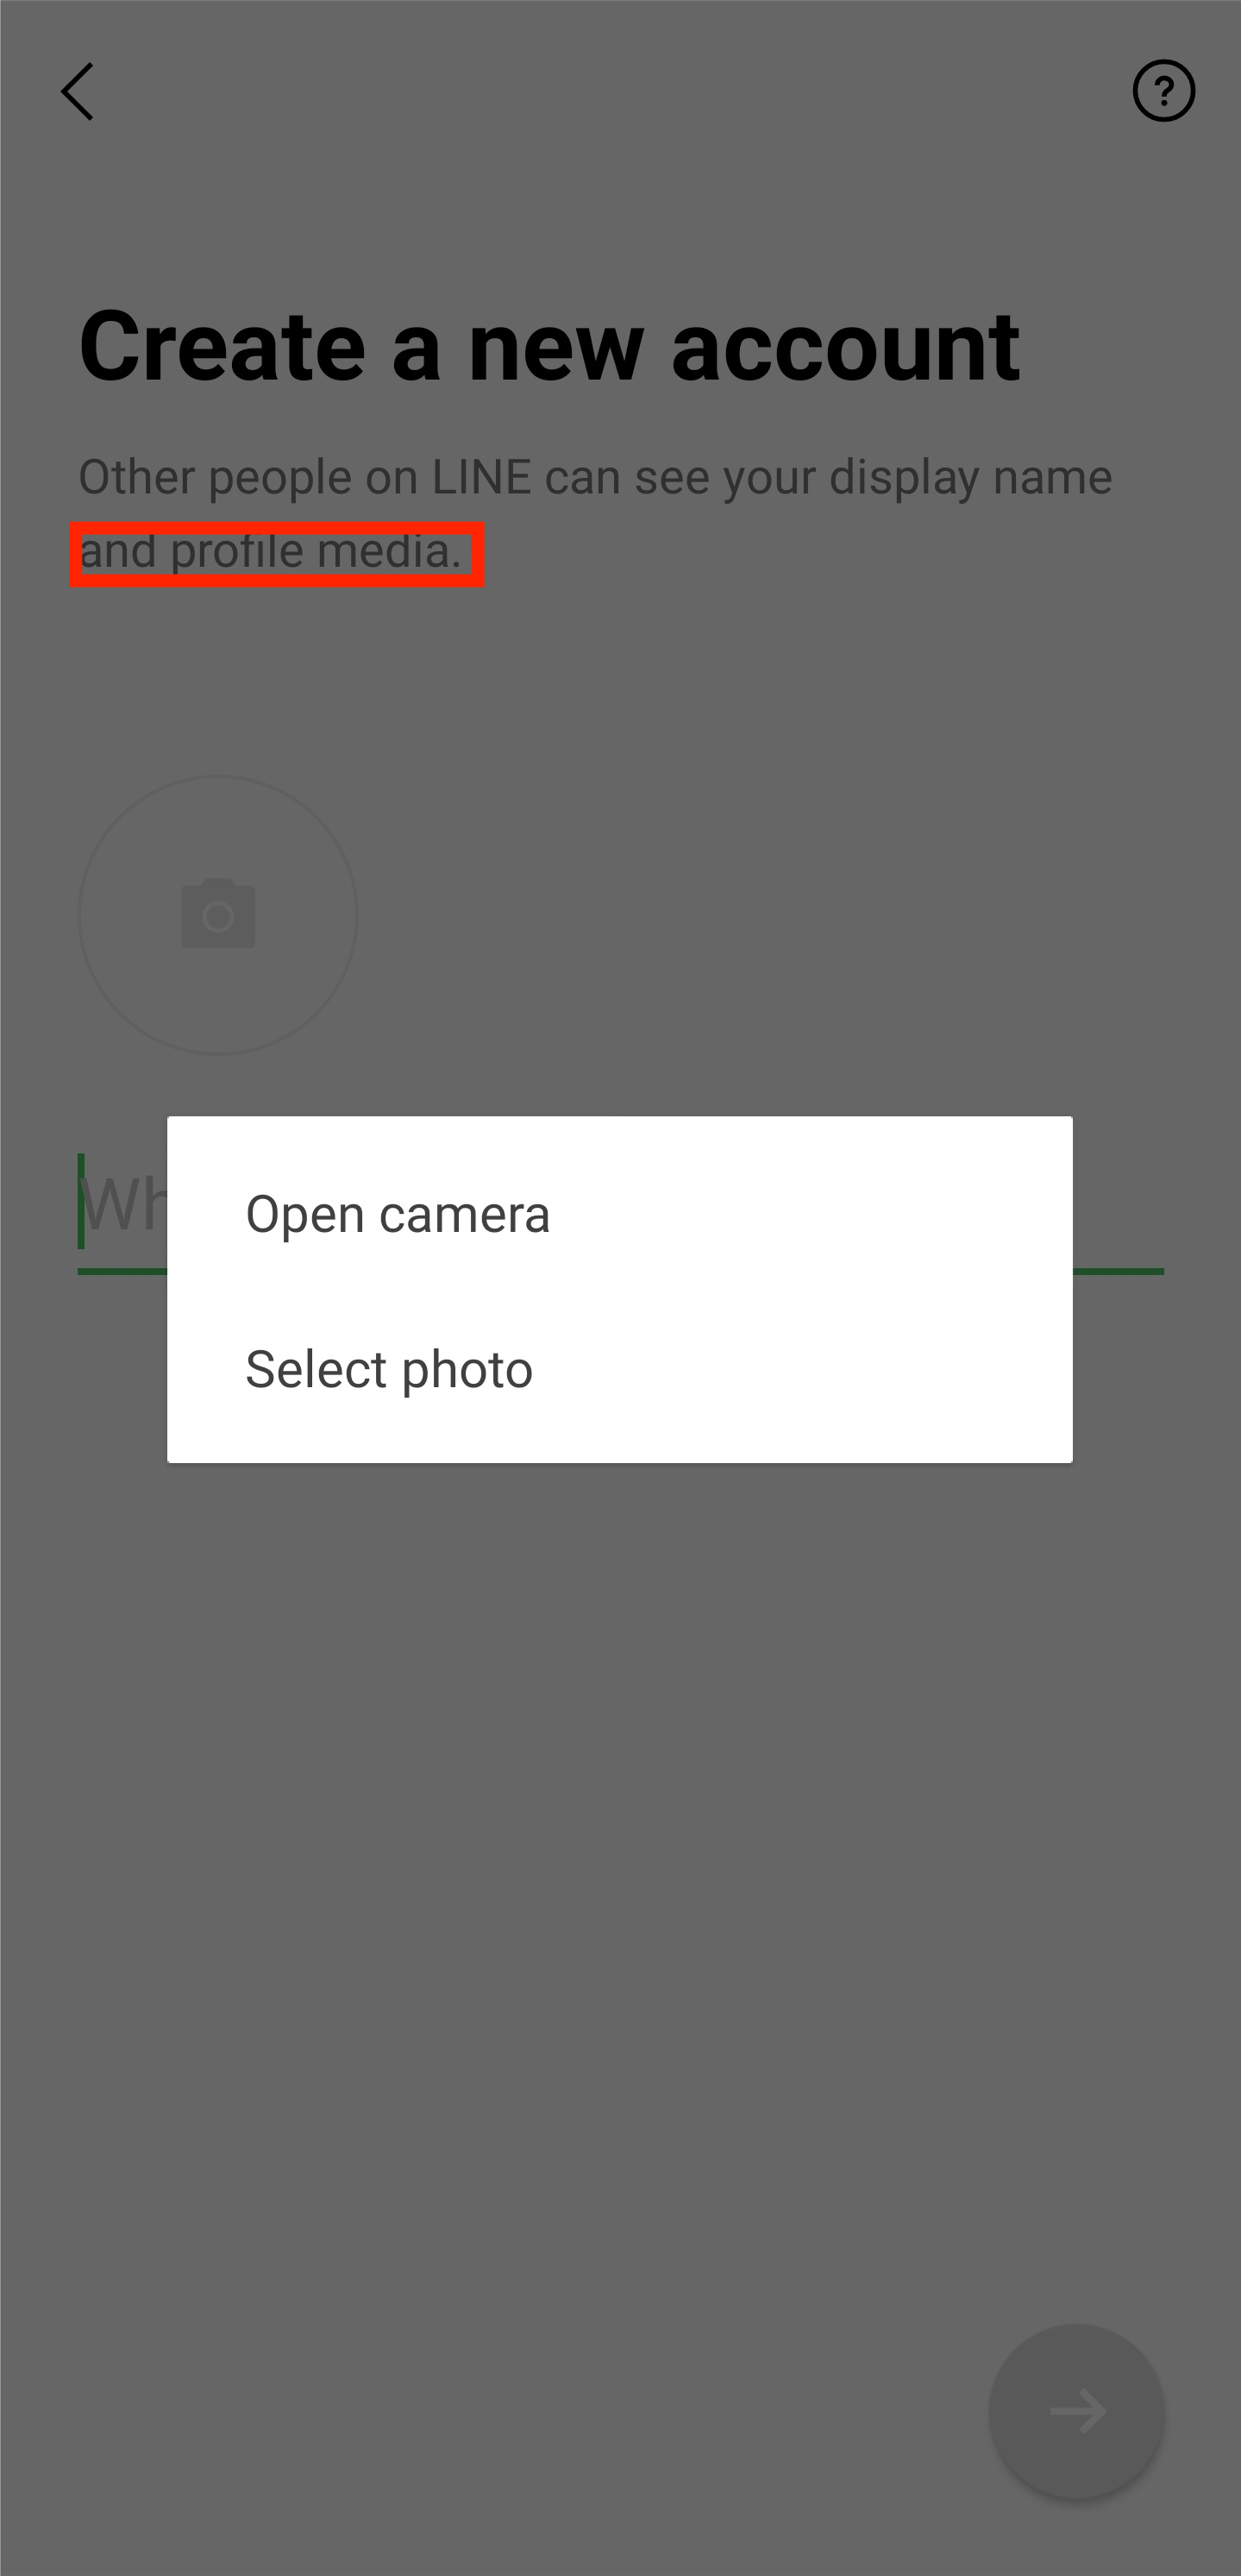 Create a new account
Other people on LINE can see your display name
and profile media.
Wh
Open camera
Select photo